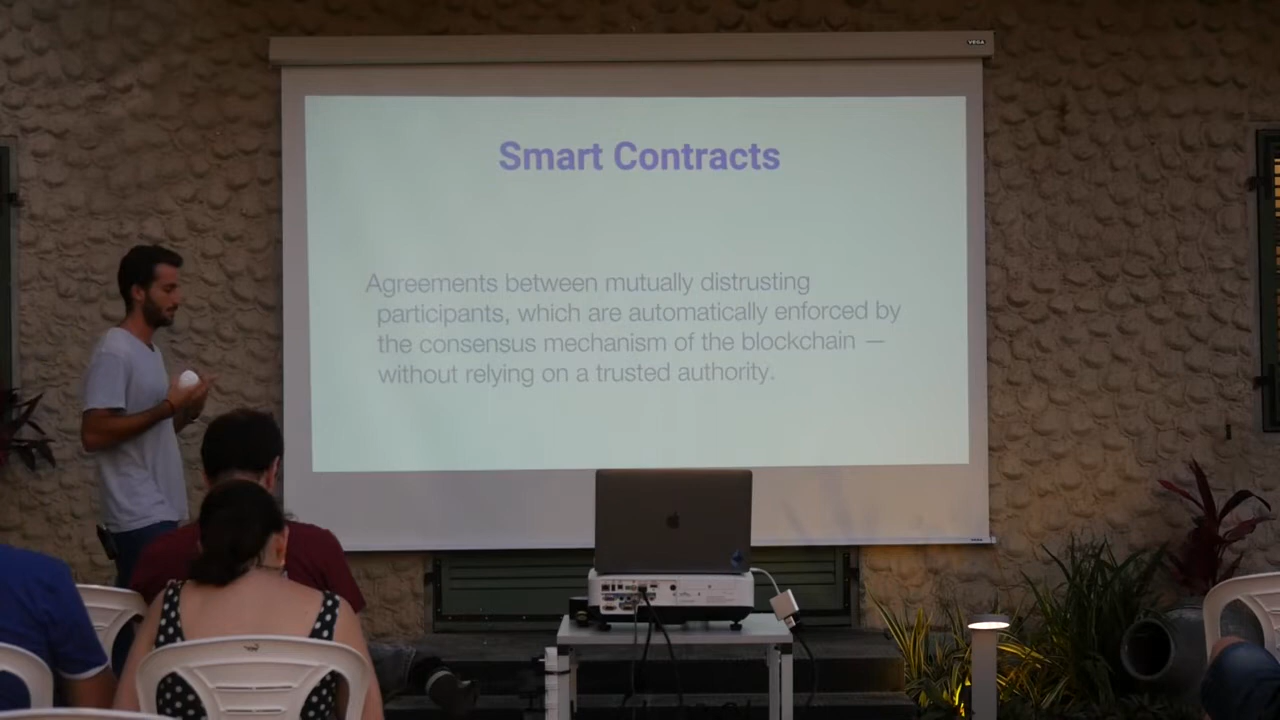 VEGA
Smart Contracts
Agreements between mutually distrusting
participants, which are automatically enforced by
the consensus mechanism of the blockchain —
without relying on a trusted authority.